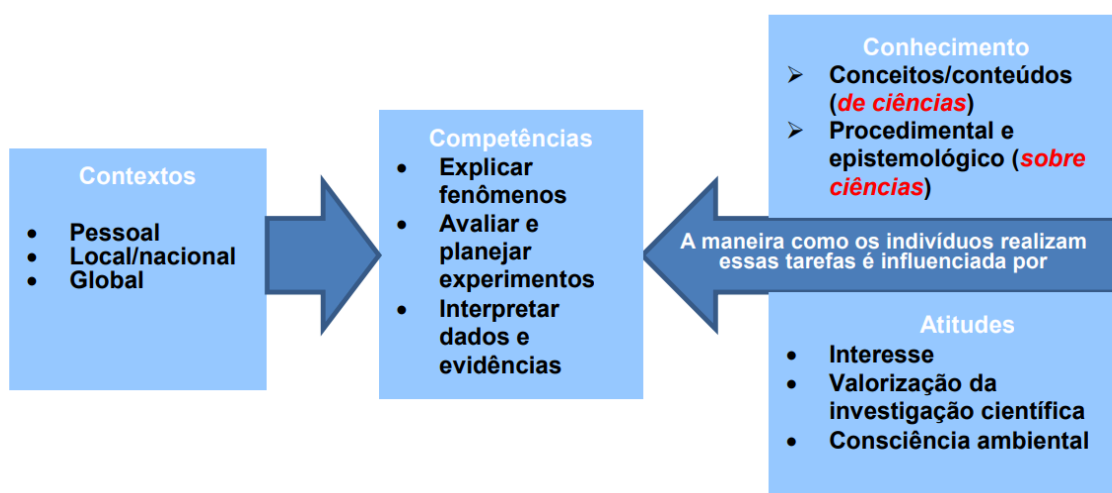 Contextos
• Pessoal
• Local/nacional
• Global
Competências
• Explicar
fenômenos
• Avaliar e
planejar
experimentos
• Interpretar
dados e
evidências
Conhecimento
➢ Conceitos/conteúdos
(de ciências)
➢ Procedimental e
epistemológico (sobre
ciências)
A maneira como os indivíduos realizam
essas tarefas é influenciada por
Atitudes
• Interesse
• Valorização da
investigação científica
• Consciência ambiental